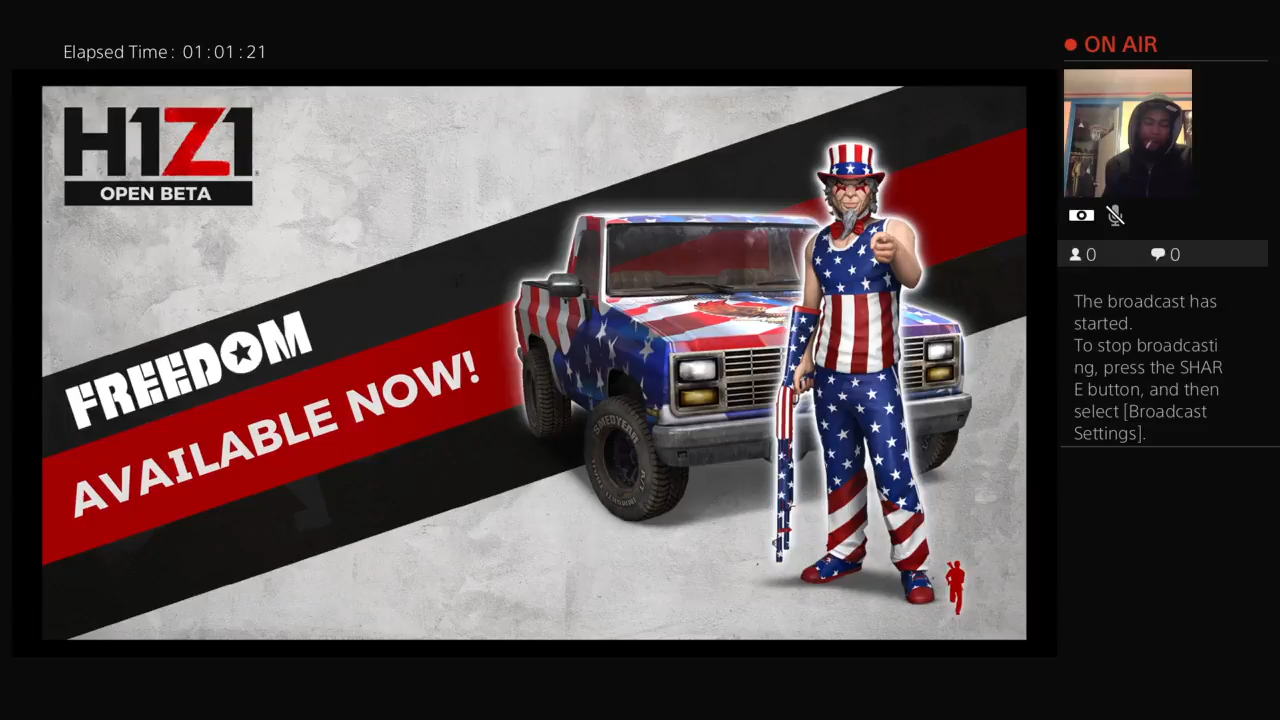 Elapsed Time: 01:01:21
ON AIR
H1Z1
OPEN BETA
FREEDOM
AVAILABLE NOW!
0
0
The broadcast has
started.
To stop broadcasti
ng, press the SHAR
E button, and then
select [Broadcast
Settings].